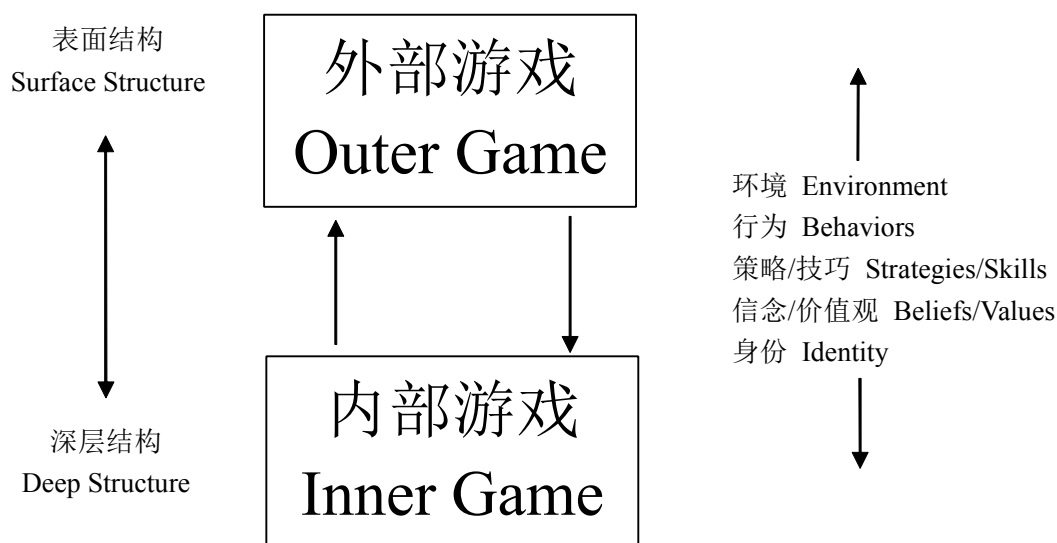 表面结构
Surface Structure
外部游戏
Outer Game
环境 Environment
行为 Behaviors
策略/技巧 Strategies/Skills
信念/价值观 Beliefs/Values
身份 Identity
深层结构
Deep Structure
内部游戏
Inner Game